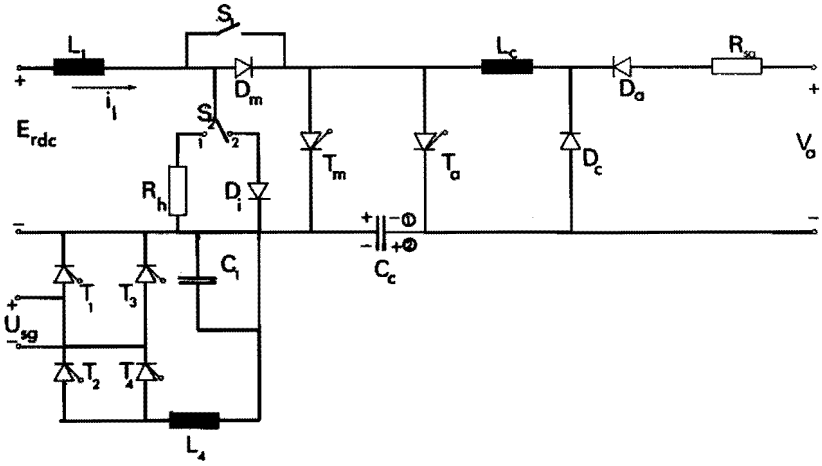 S1
L1 Dm Lc Da Rsa
+ i1 +
S2
Erdc 1 2 Tm Ta Dc Va
Rh Di
− + −① −
− +②
Cc
T1 T3 C1
+
Usg
−
T2 T4
L4